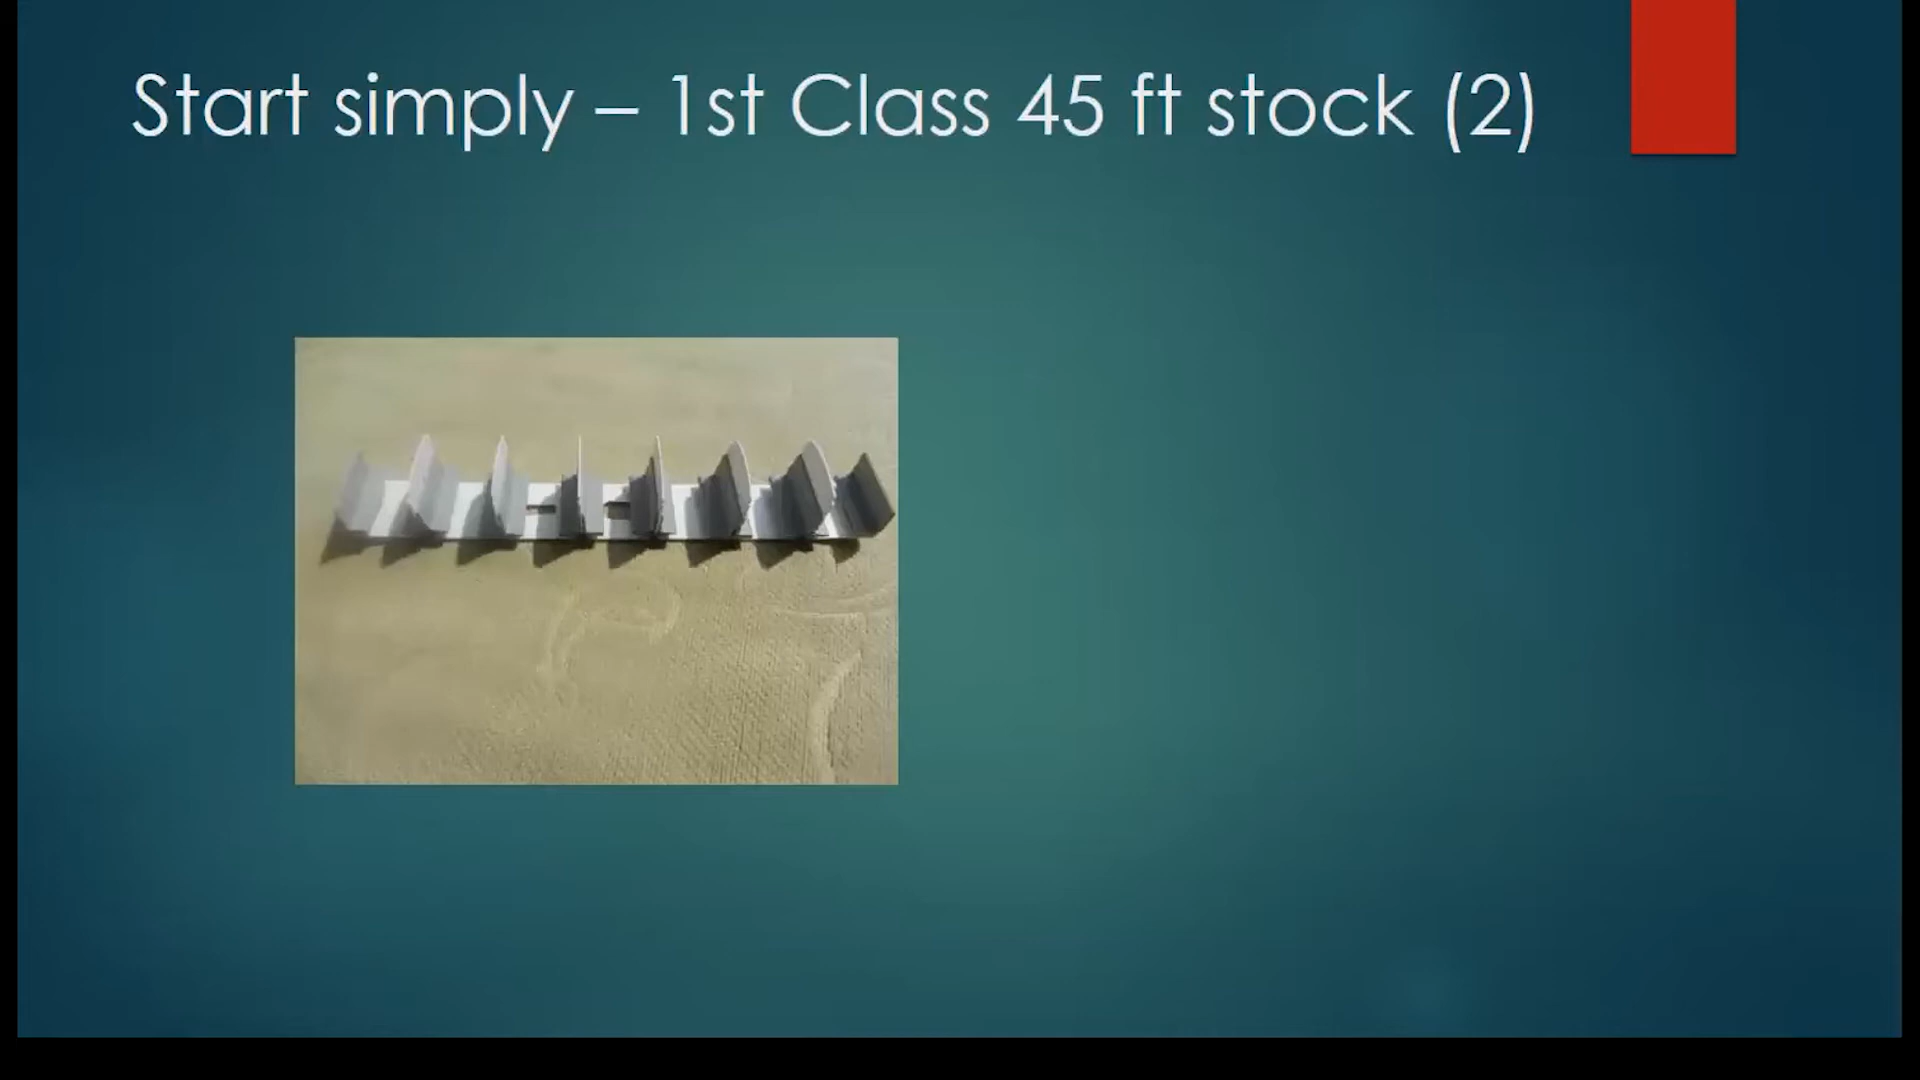 Start simply – 1st Class 45 ft stock (2)